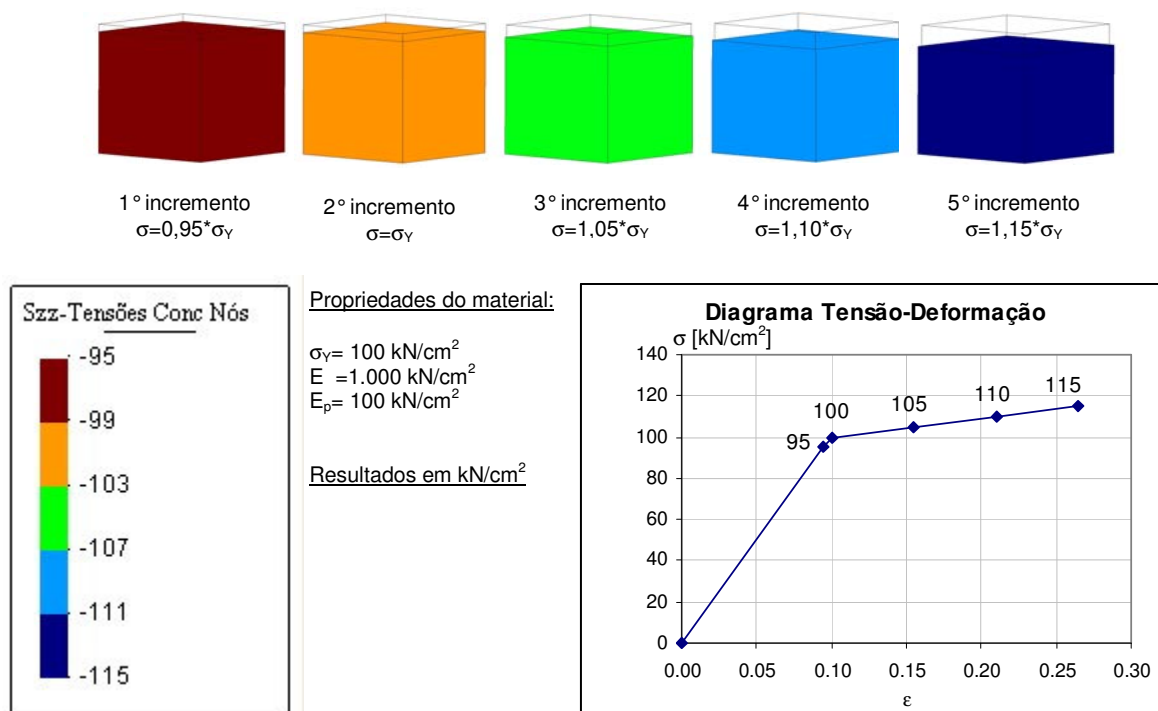 1° incremento
σ=0,95*σY
2° incremento
σ=σY
3° incremento
σ=1,05*σY
4° incremento
σ=1,10*σY
5° incremento
σ=1,15*σY
Szz-Tensões Conc Nós
-95
-99
-103
-107
-111
-115
Propriedades do material:
σY= 100 kN/cm²
E =1.000 kN/cm²
Ep= 100 kN/cm²
Resultados em kN/cm²
Diagrama Tensão-Deformação
σ [kN/cm²]
140
120
100
80
60
40
20
0
95
100
105
110
115
0.00
0.05
0.10
0.15
0.20
0.25
0.30
ε